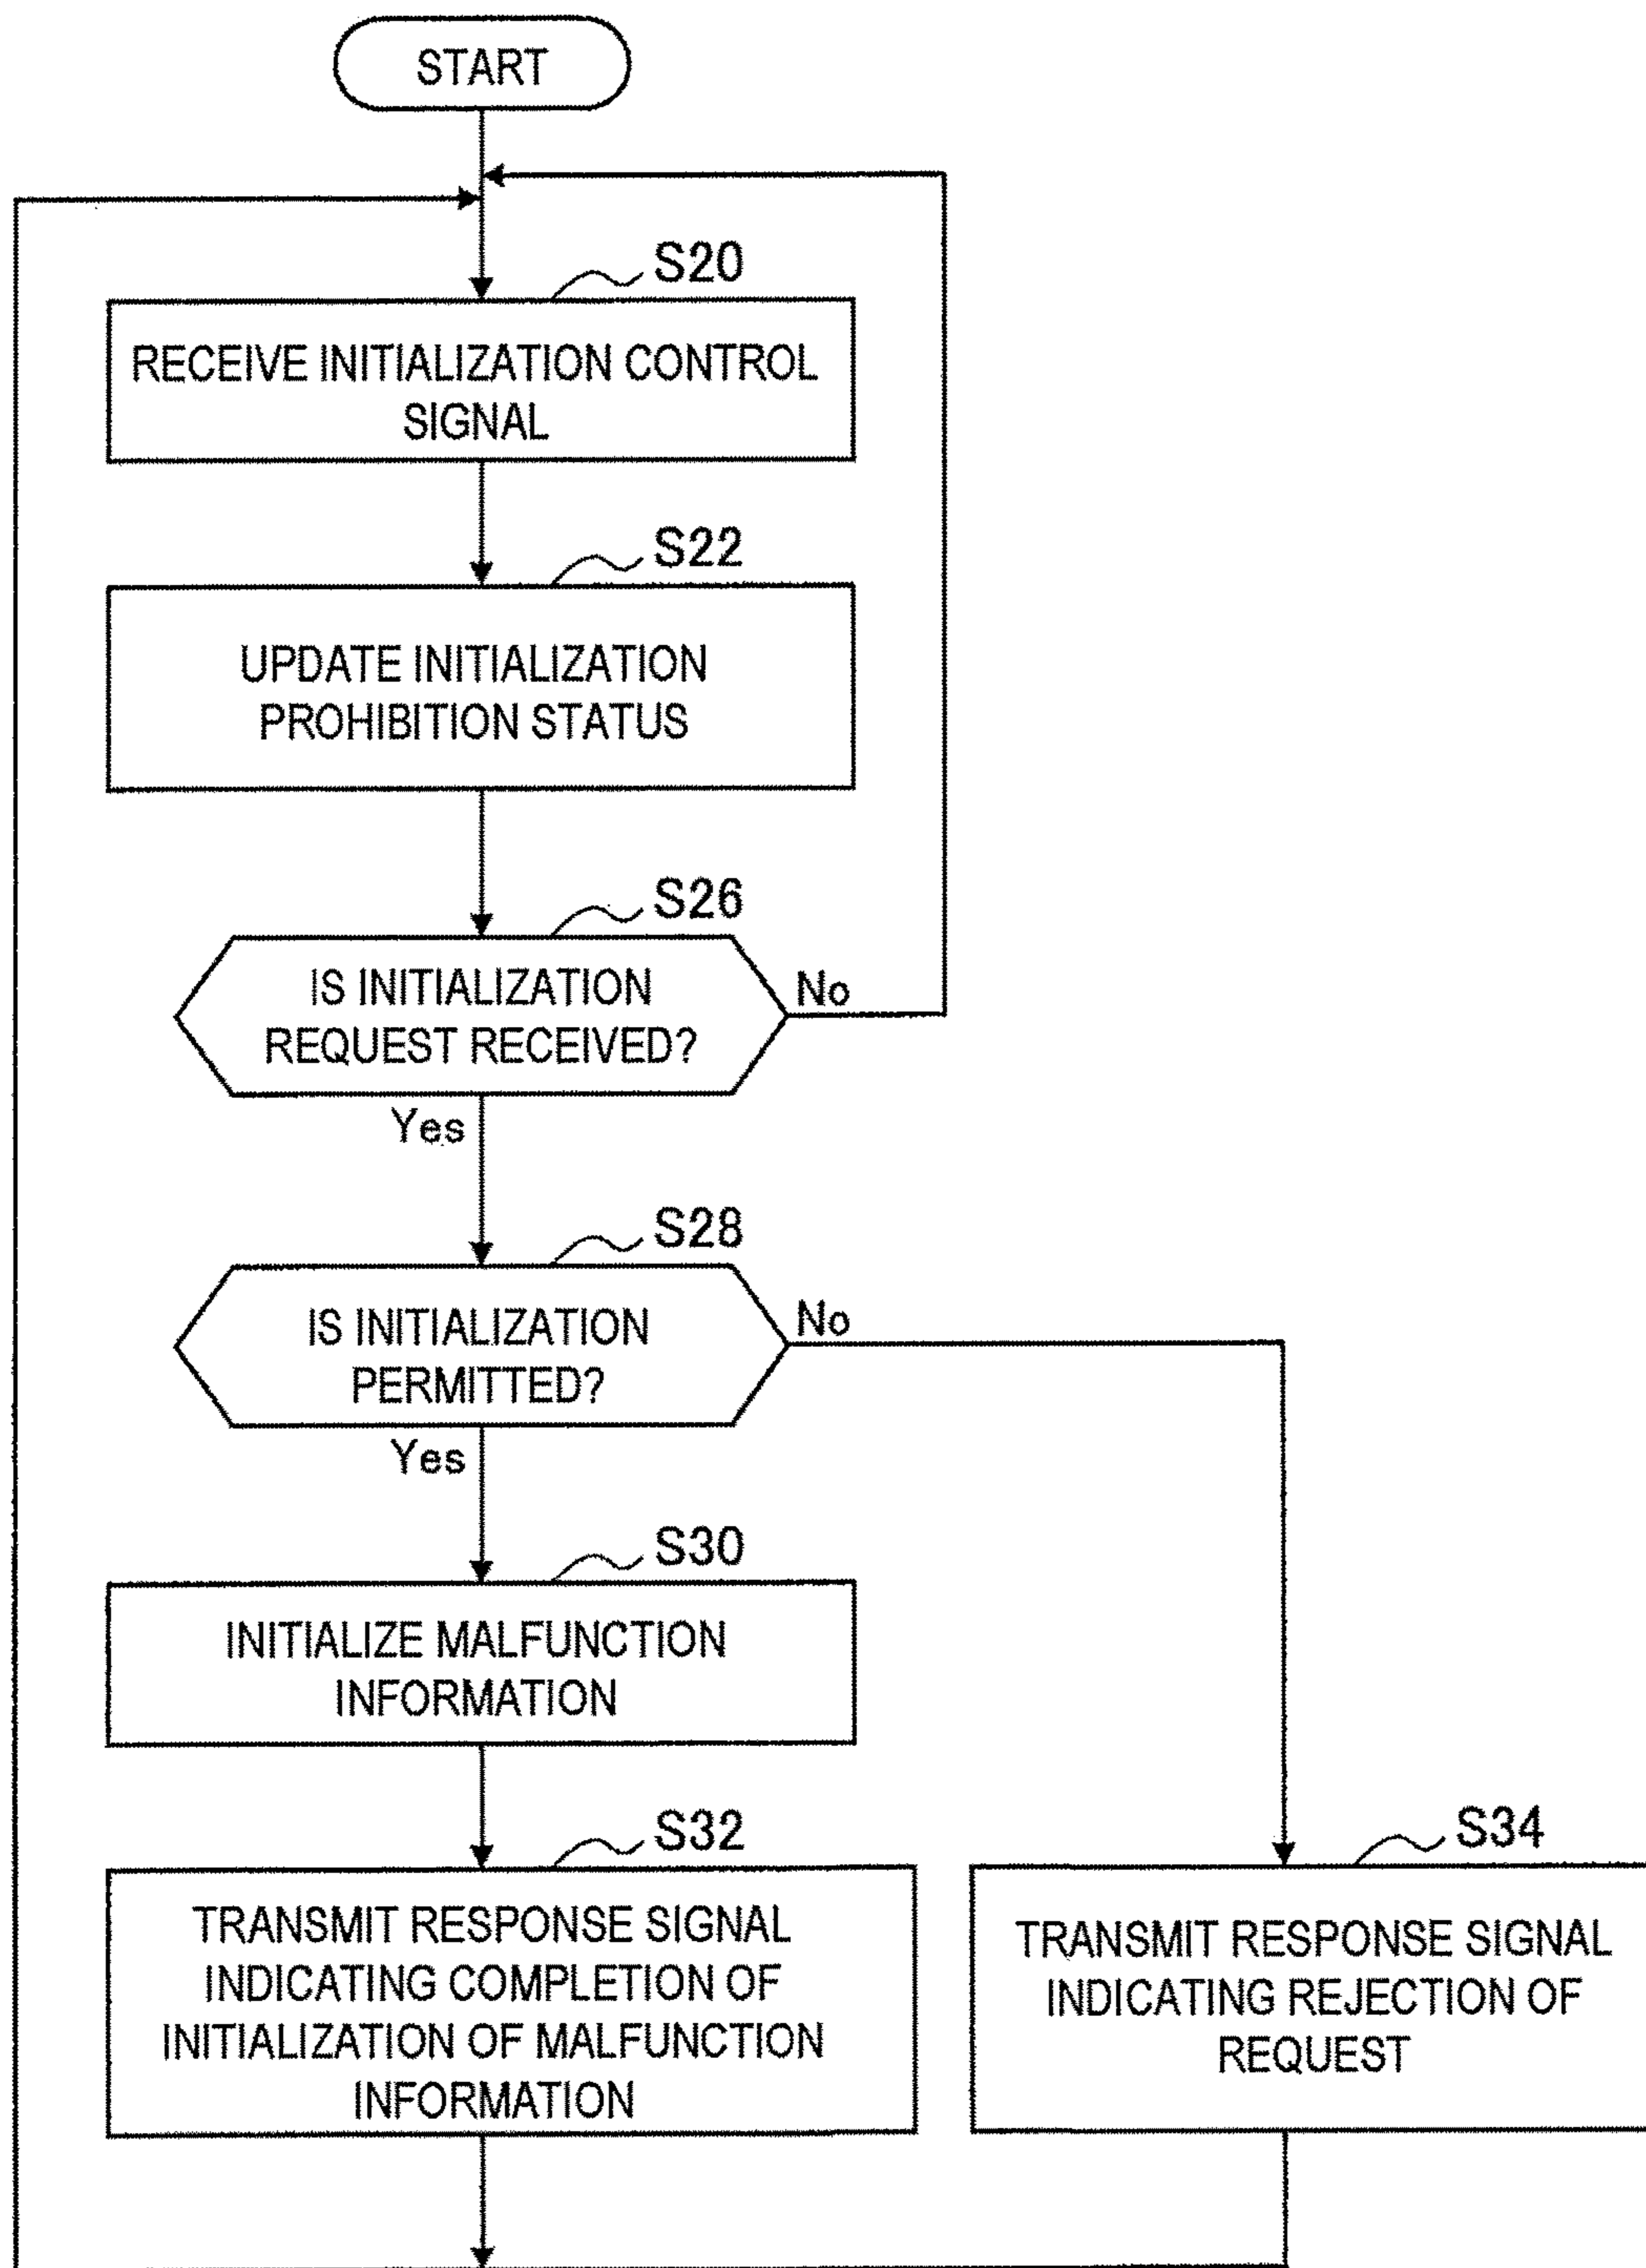 START
S20
RECEIVE INITIALIZATION CONTROL
SIGNAL
S22
UPDATE INITIALIZATION
PROHIBITION STATUS
S26
IS INITIALIZATION
REQUEST RECEIVED?
No
Yes
S28
IS INITIALIZATION
PERMITTED?
No
Yes
S30
INITIALIZE MALFUNCTION
INFORMATION
S32
TRANSMIT RESPONSE SIGNAL
INDICATING COMPLETION OF
INITIALIZATION OF MALFUNCTION
INFORMATION
S34
TRANSMIT RESPONSE SIGNAL
INDICATING REJECTION OF
REQUEST